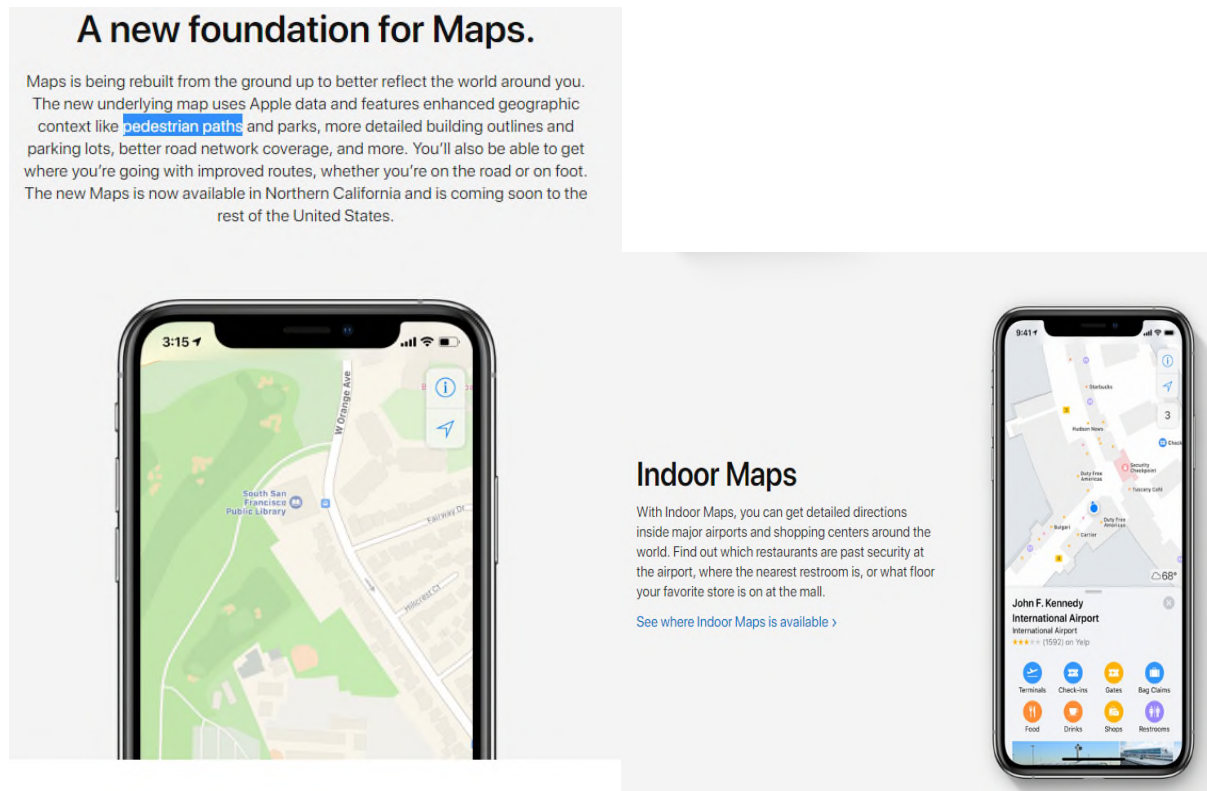 A new foundation for Maps.
Maps is being rebuilt from the ground up to better reflect the world around you.
The new underlying map uses Apple data and features enhanced geographic
context like pedestrian paths and parks, more detailed building outlines and
parking lots, better road network coverage, and more. You'll also be able to get
where you're going with improved routes, whether you're on the road or on foot.
The new Maps is now available in Northern California and is coming soon to the
rest of the United States.
3:15
W Orange Ave
South San
Francisco
Public Library
Fairway Dr
Hillcrest Ct
Indoor Maps
With Indoor Maps, you can get detailed directions
inside major airports and shopping centers around the
world. Find out which restaurants are past security at
the airport, where the nearest restroom is, or what floor
your favorite store is on at the mall.
See where Indoor Maps is available ›
9:41
Starbucks
3
Hudson News
Check
Security
Checkpoint
Duty Free
Americas
Tuscany Café
Duty Free
Americas
Bulgari
Cartier
68°
John F. Kennedy
International Airport
International Airport
(1592) on Yelp
Terminals
Check-ins
Gates
Bag Claims
Food
Drinks
Shops
Restrooms